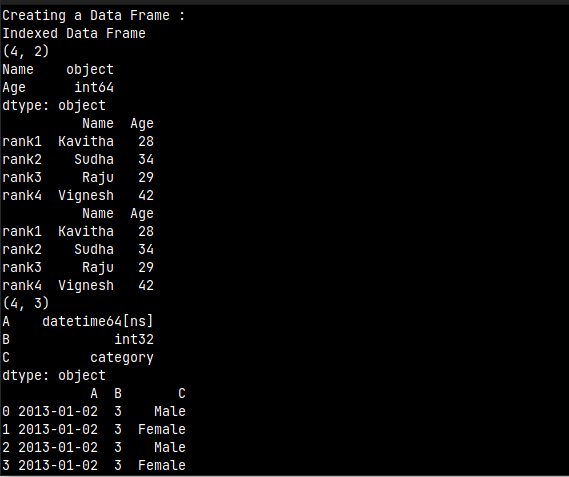 Creating a Data Frame :
Indexed Data Frame
(4, 2)
Name    object
Age      int64
dtype: object
          Name  Age
rank1  Kavitha   28
rank2    Sudha   34
rank3     Raju   29
rank4  Vignesh   42
          Name  Age
rank1  Kavitha   28
rank2    Sudha   34
rank3     Raju   29
rank4  Vignesh   42
(4, 3)
A    datetime64[ns]
B             int32
C          category
dtype: object
           A  B       C
0 2013-01-02  3    Male
1 2013-01-02  3  Female
2 2013-01-02  3    Male
3 2013-01-02  3  Female